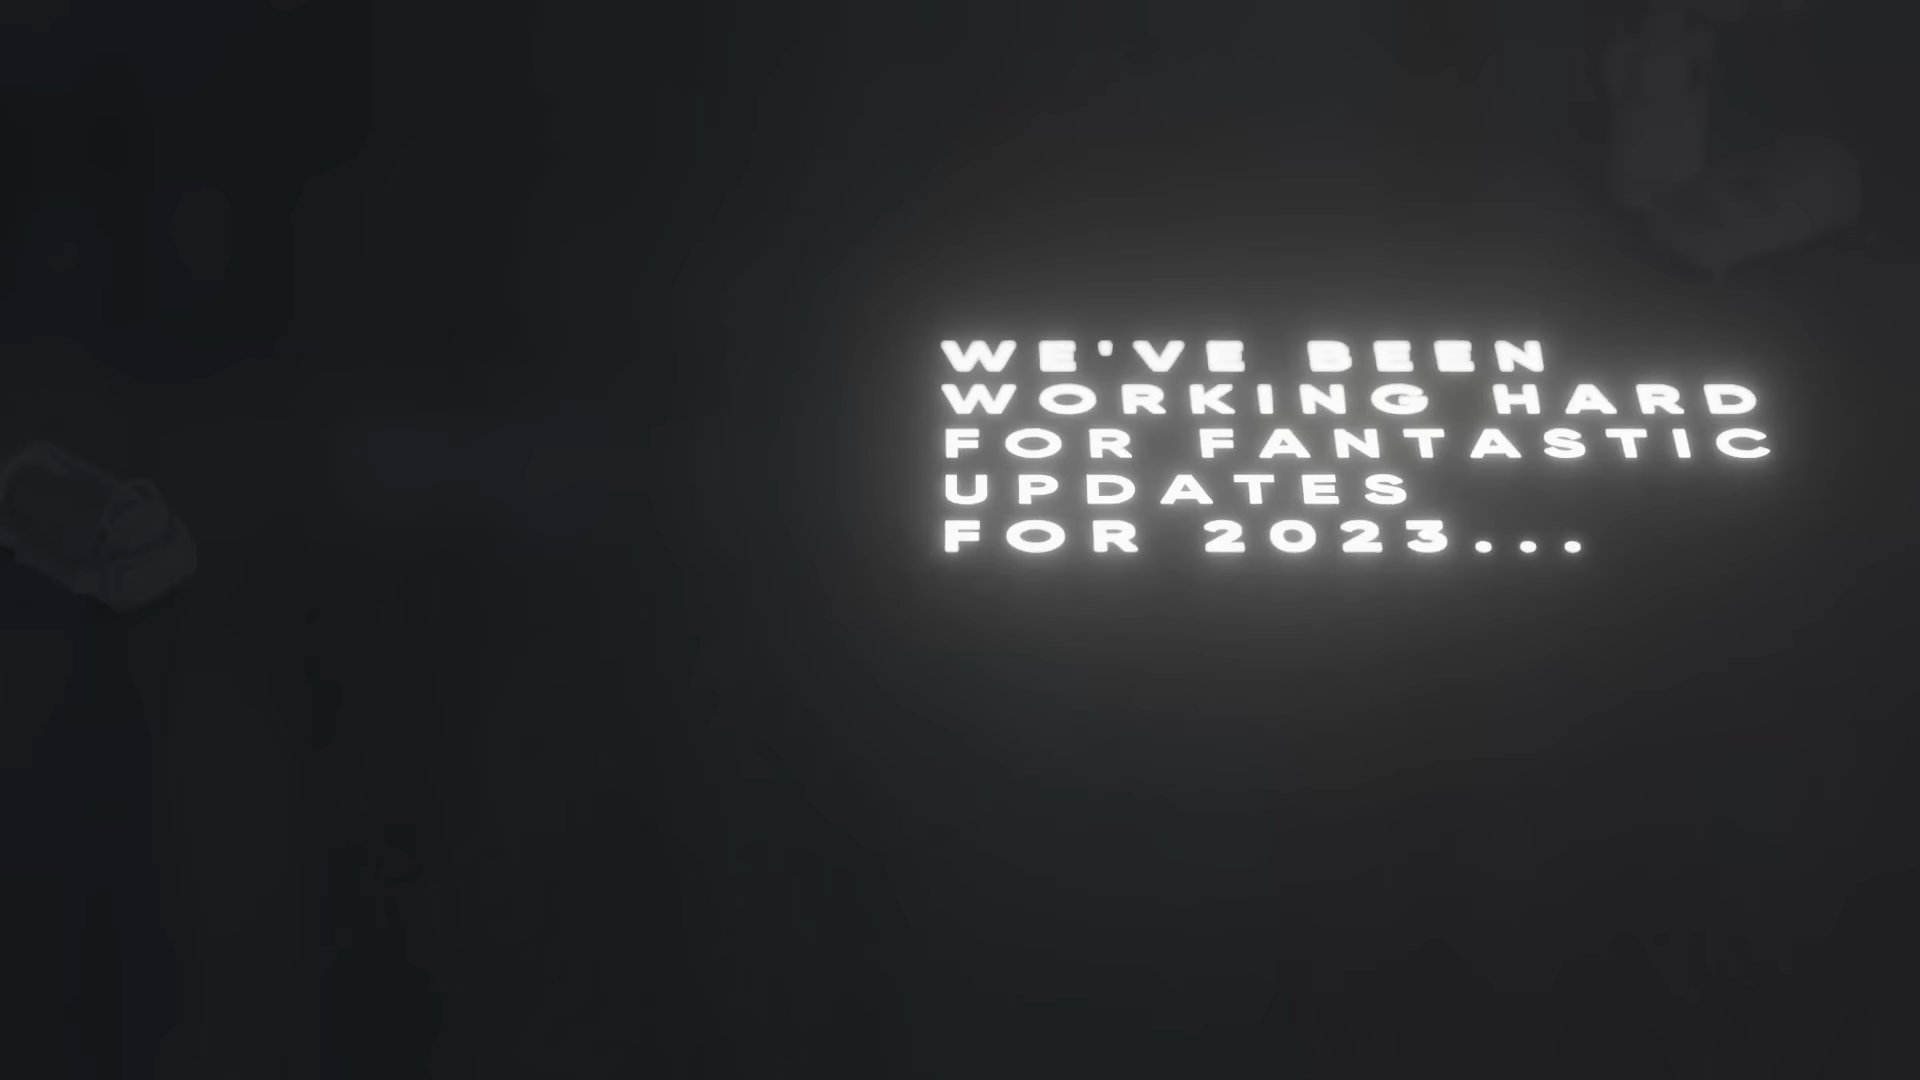 WE'VE BEEN
WORKING HARD
FOR FANTASTIC
UPDATES
FOR 2023...